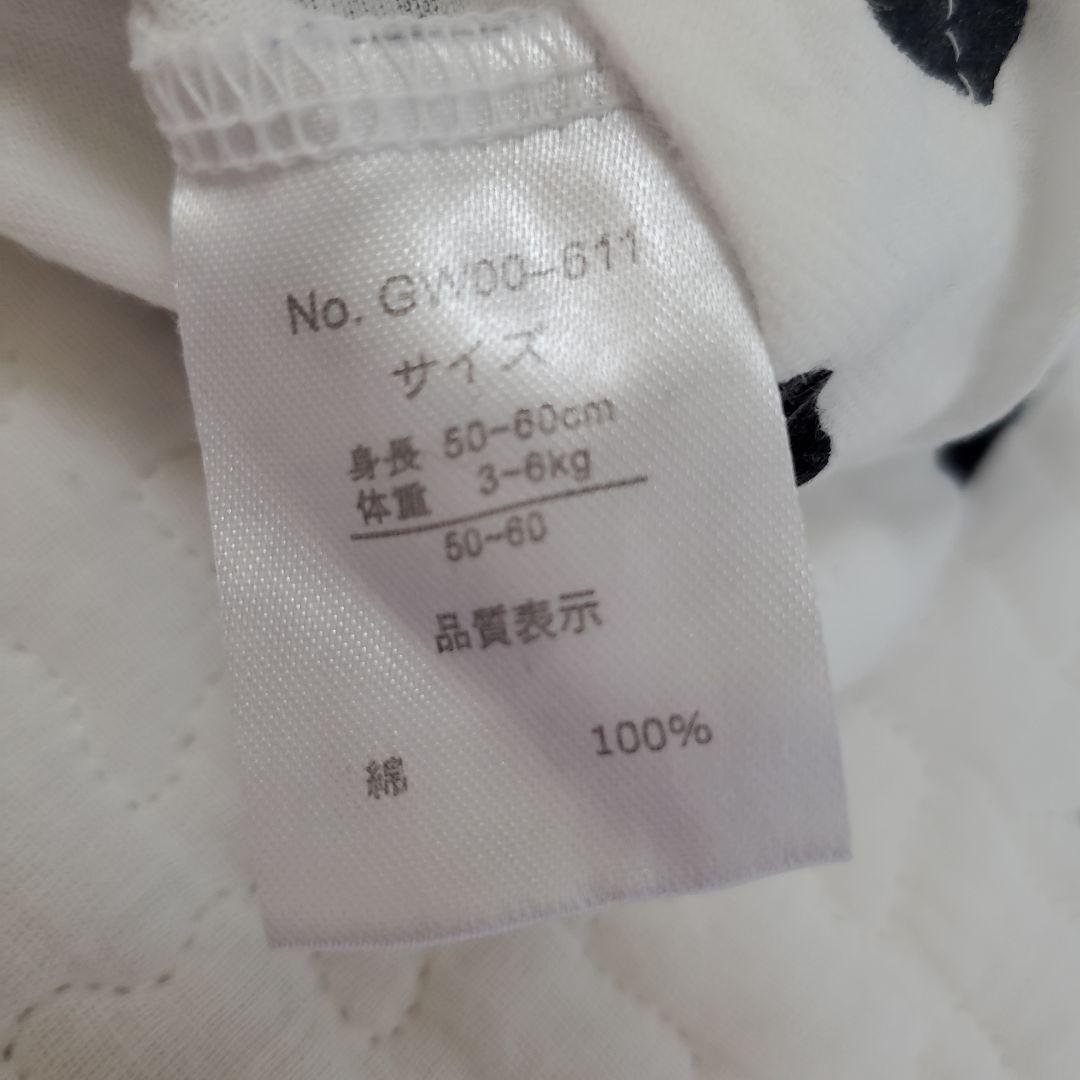 No. GW00-611
サイズ
身長 50-60cm
体重 3-6kg
50~60
品質表示
綿 100%